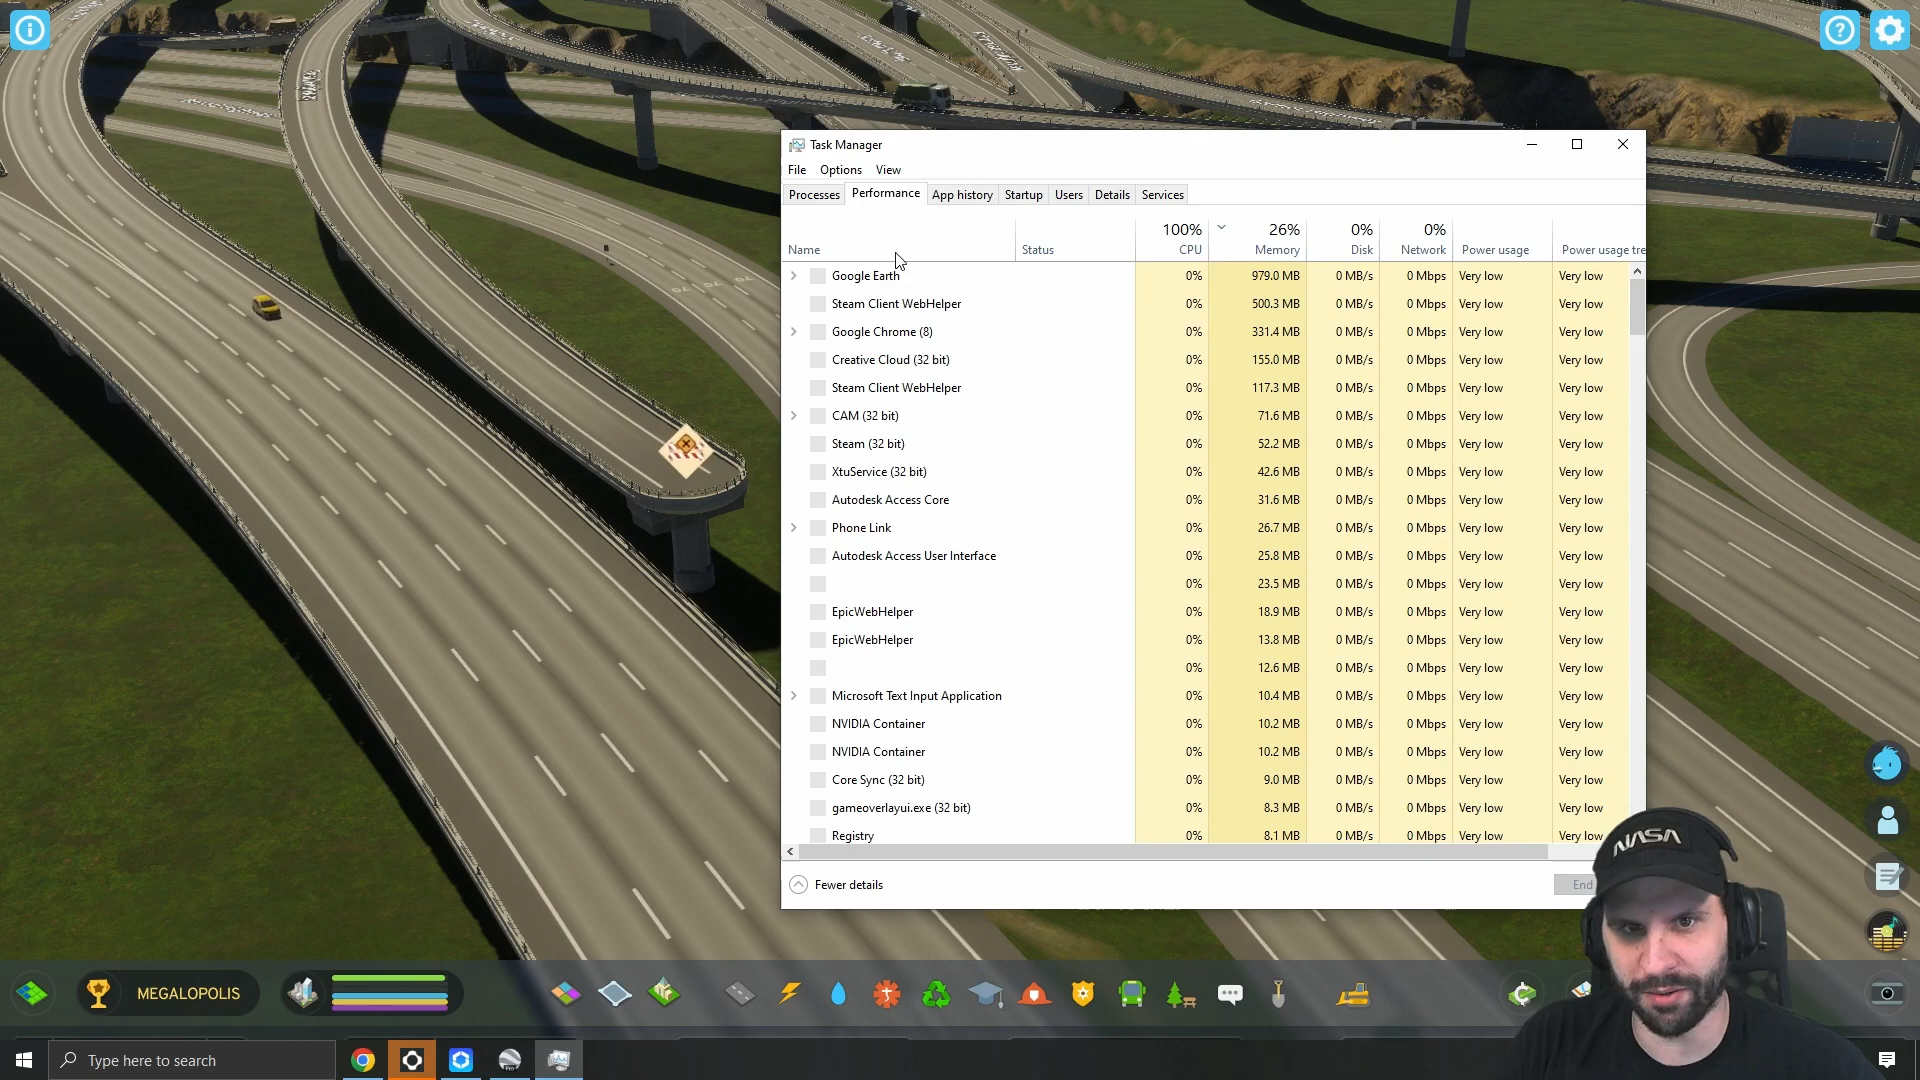 Task Manager
File Options View
Processes Performance App history Startup Users Details Services
100% 26% 0% 0%
Name Status CPU Memory Disk Network Power usage Power usage tre
Google Earth 0% 979.0 MB 0 MB/s 0 Mbps Very low Very low
Steam Client WebHelper 0% 500.3 MB 0 MB/s 0 Mbps Very low Very low
Google Chrome (8) 0% 331.4 MB 0 MB/s 0 Mbps Very low Very low
Creative Cloud (32 bit) 0% 155.0 MB 0 MB/s 0 Mbps Very low Very low
Steam Client WebHelper 0% 117.3 MB 0 MB/s 0 Mbps Very low Very low
CAM (32 bit) 0% 71.6 MB 0 MB/s 0 Mbps Very low Very low
Steam (32 bit) 0% 52.2 MB 0 MB/s 0 Mbps Very low Very low
XtuService (32 bit) 0% 42.6 MB 0 MB/s 0 Mbps Very low Very low
Autodesk Access Core 0% 31.6 MB 0 MB/s 0 Mbps Very low Very low
Phone Link 0% 26.7 MB 0 MB/s 0 Mbps Very low Very low
Autodesk Access User Interface 0% 25.8 MB 0 MB/s 0 Mbps Very low Very low
0% 23.5 MB 0 MB/s 0 Mbps Very low Very low
EpicWebHelper 0% 18.9 MB 0 MB/s 0 Mbps Very low Very low
EpicWebHelper 0% 13.8 MB 0 MB/s 0 Mbps Very low Very low
0% 12.6 MB 0 MB/s 0 Mbps Very low Very low
Microsoft Text Input Application 0% 10.4 MB 0 MB/s 0 Mbps Very low Very low
NVIDIA Container 0% 10.2 MB 0 MB/s 0 Mbps Very low Very low
NVIDIA Container 0% 10.2 MB 0 MB/s 0 Mbps Very low Very low
Core Sync (32 bit) 0% 9.0 MB 0 MB/s 0 Mbps Very low Very low
gameoverlayui.exe (32 bit) 0% 8.3 MB 0 MB/s 0 Mbps Very low Very low
Registry 0% 8.1 MB 0 MB/s 0 Mbps Very low Very low
Fewer details End
NASA
MEGALOPOLIS
Type here to search